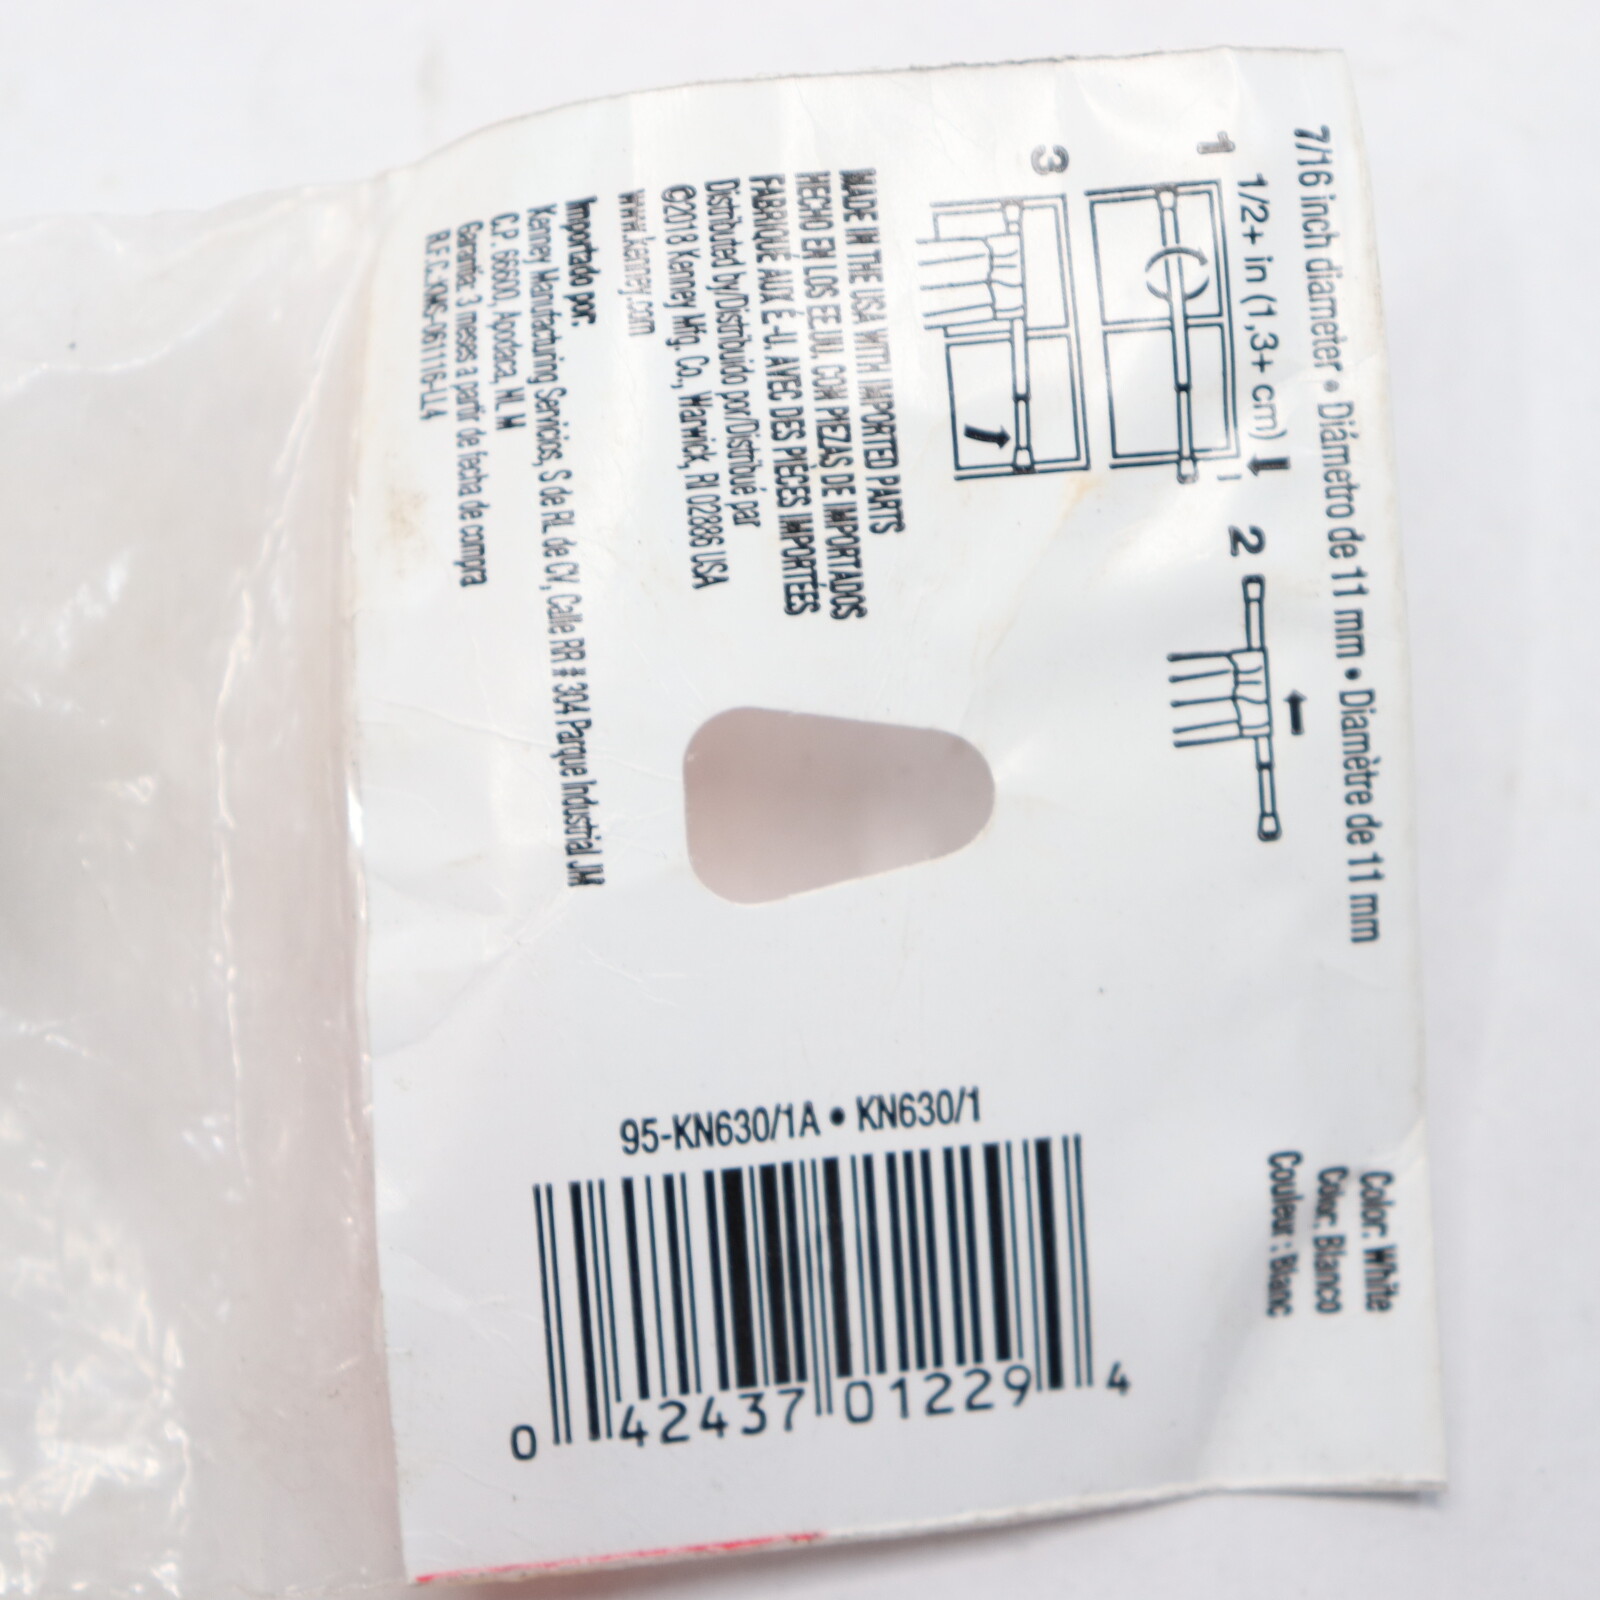 7/16 inch diameter • Diámetro de 11 mm • Diamètre de 11 mm
1
1/2+ in (1,3+ cm)
2
3
MADE IN THE USA WITH IMPORTED PARTS
HECHO EN LOS EE.UU. CON PIEZAS DE IMPORTADOS
FABRIQUÉ AUX É.-U. AVEC DES PIÈCES IMPORTÉES
Distributed by/Distribuido por/Distribué par
©2018 Kenney Mfg. Co., Warwick, RI 02886 USA
www.kenney.com
Importado por:
Kenney Manufacturing Servicios, S de RL de CV, Calle RR # 304 Parque Industrial JM
C.P. 66600, Apodaca, NL M
Garantía: 3 meses a partir de fecha de compra
R.F.C. KMS-061116-LL4
Color: White
Color: Blanco
Couleur : Blanc
95-KN630/1A • KN630/1
0 42437 01229 4